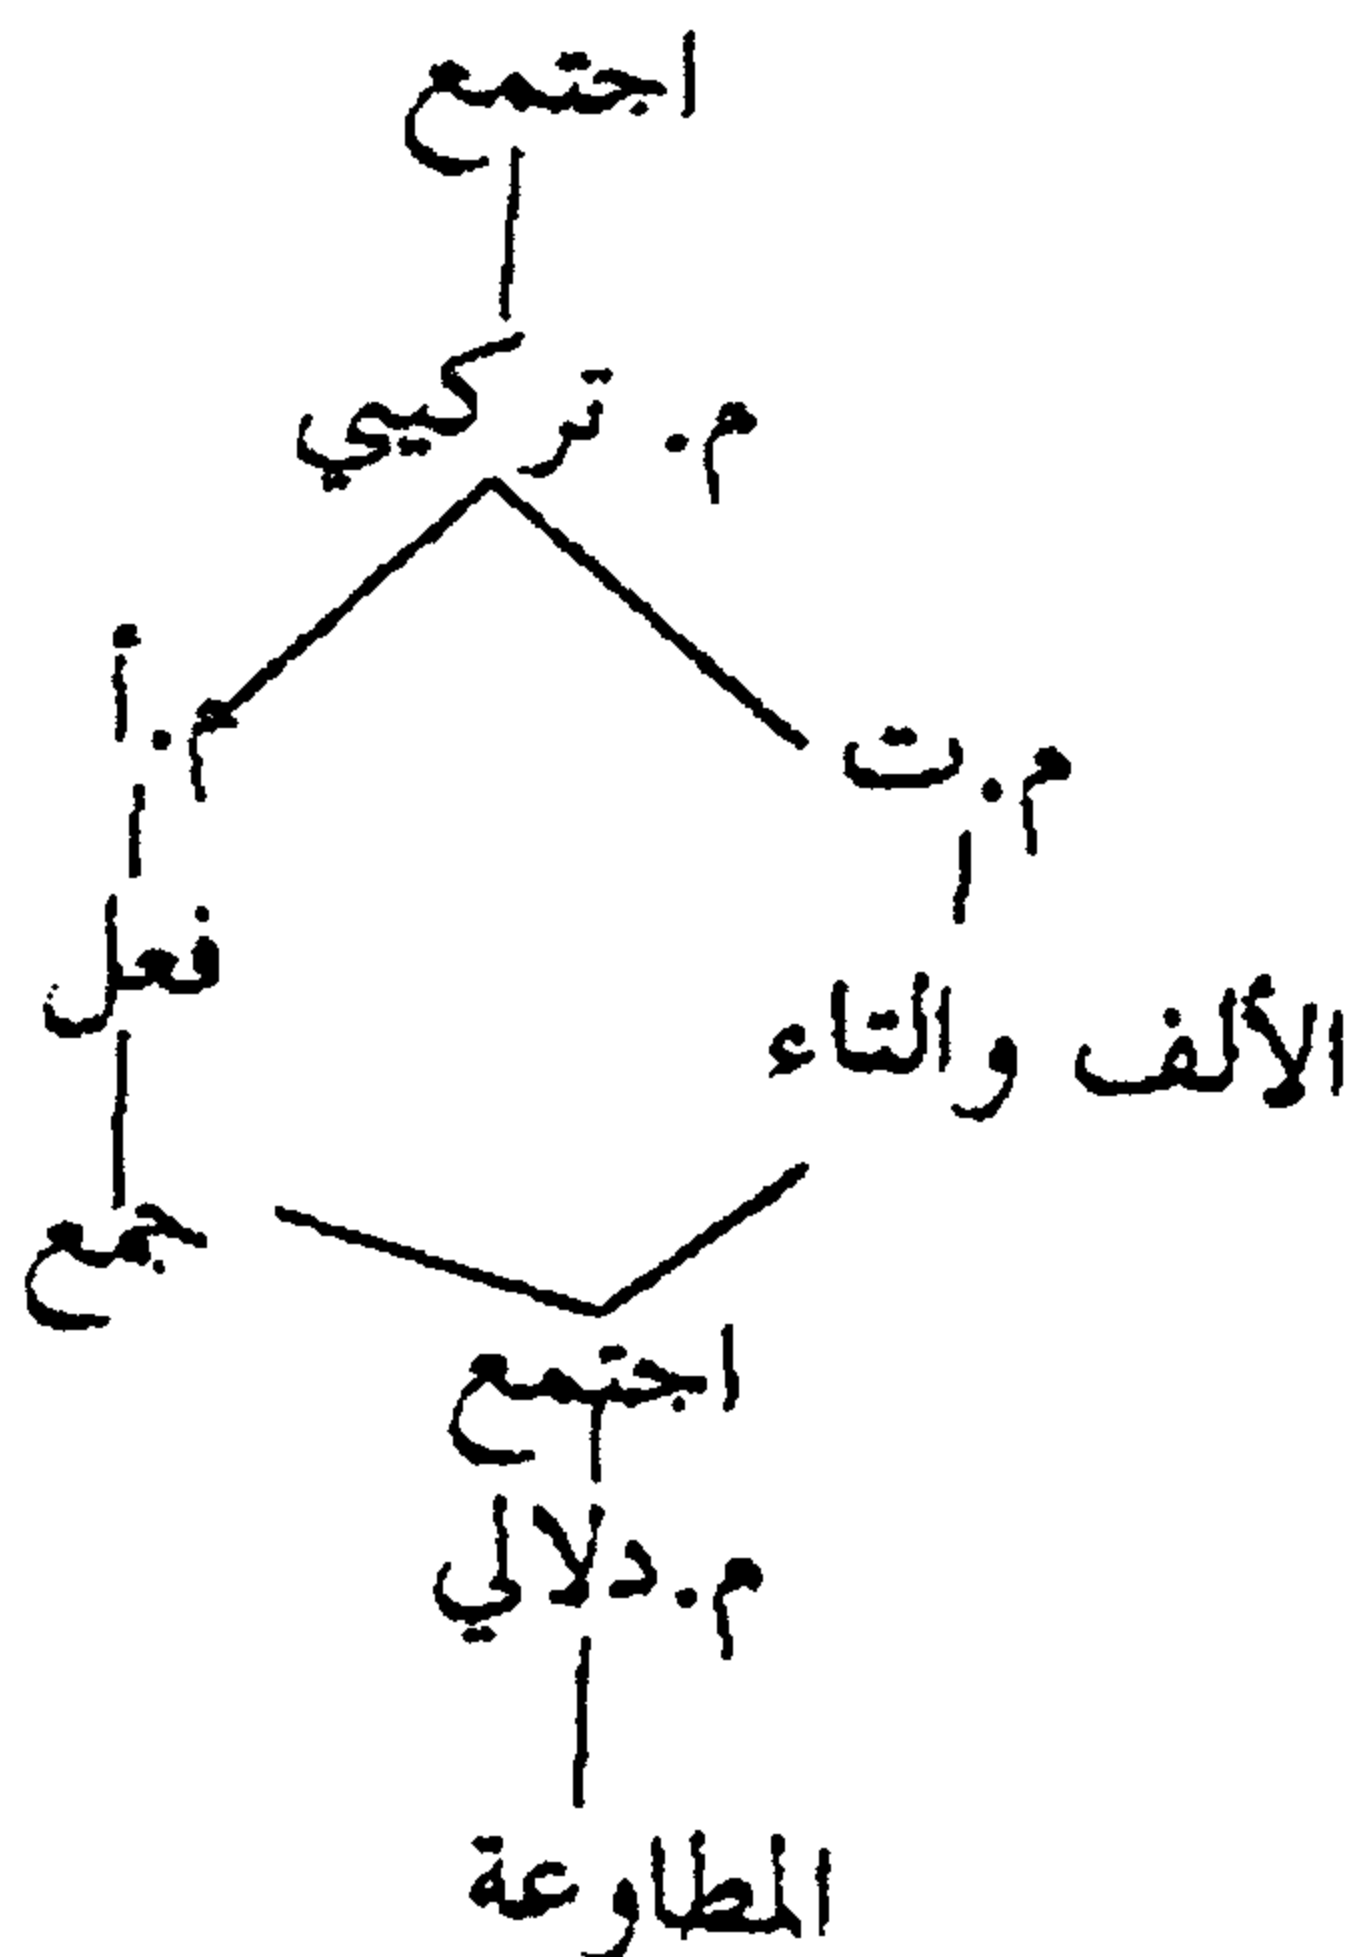 اجتمع
م. تركيبي
م.ت
م.أ
الألف والتاء
فعل
جمع
اجتمع
م.دلالي
المطاوعة